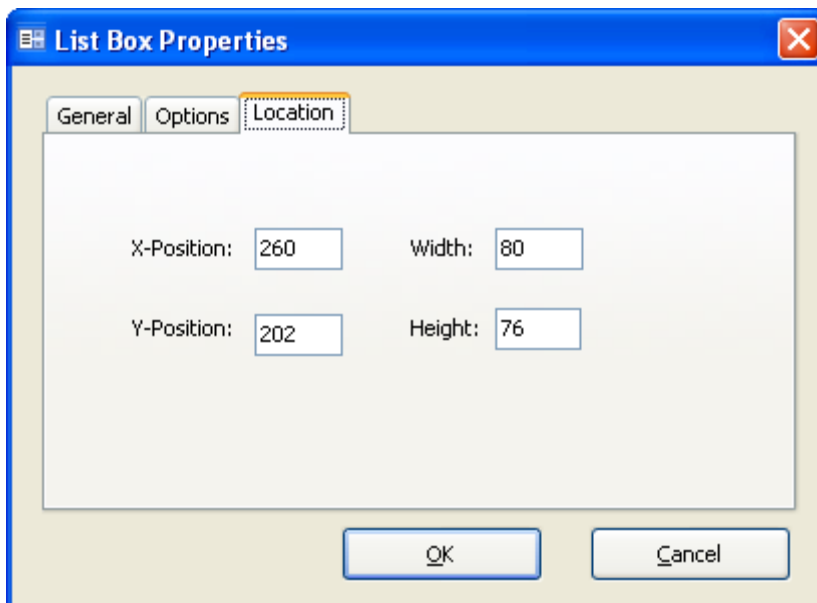 List Box Properties
General Options Location
X-Position: 260 Width: 80
Y-Position: 202 Height: 76
OK Cancel